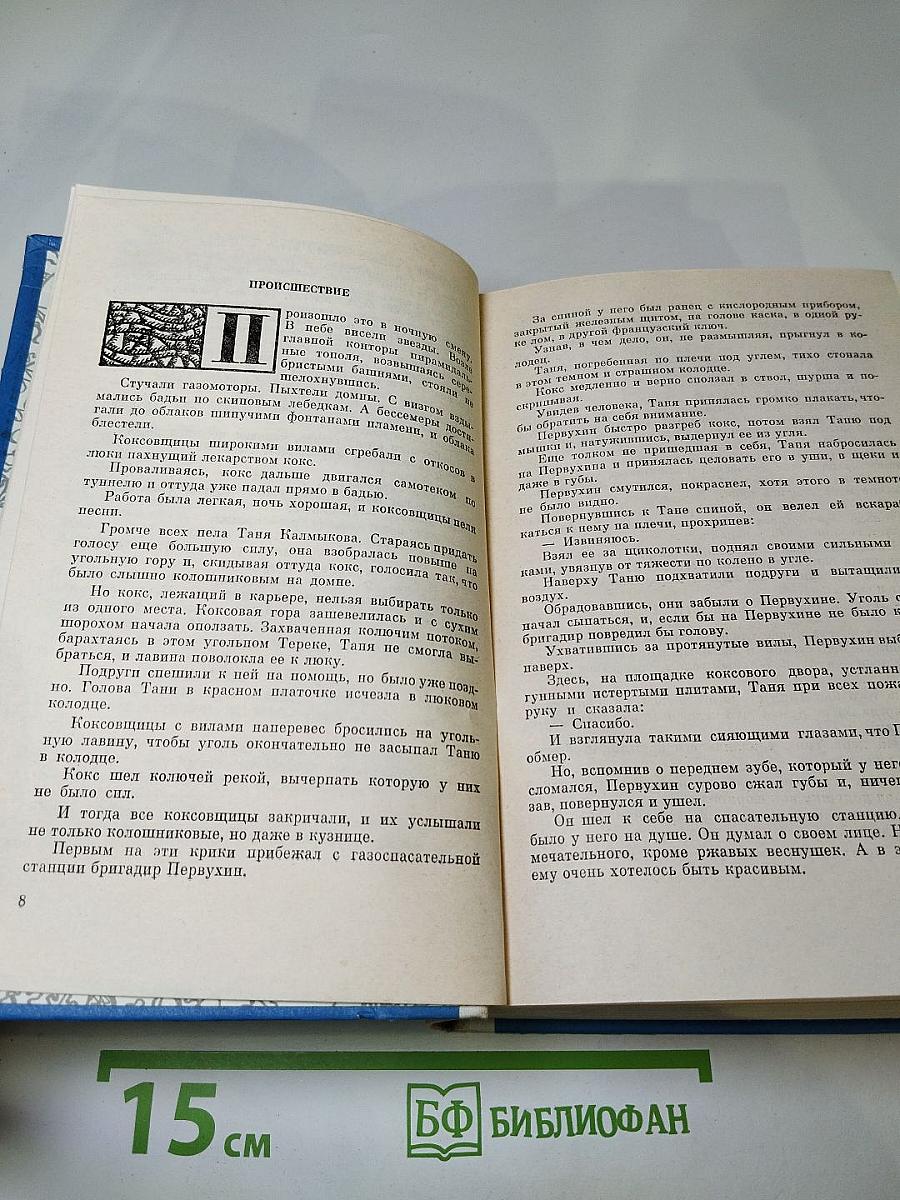 ПРОИСШЕСТВИЕ
Произошло это в ночную смену.
В небе висели звезды. Возле
главной конторы пирамидаль-
ные тополя, возвышаясь сере-
бристыми башнями, стояли не
шелохнувшись.
Стучали газомоторы. Пыхтели домны. С визгом взды-
мались бадьи по скиповым лебедкам. А бессемеры дости-
гали до облаков шипучими фонтанами пламени, и облака
блестели.
Коксовщицы широкими вилами сгребали с откосов в
люки пахнущий лекарством кокс.
Проваливаясь, кокс дальше двигался самотеком по
туннелю и оттуда уже падал прямо в бадью.
Работа была легкая, ночь хорошая, и коксовщицы пели
песни.
Громче всех пела Таня Калмыкова. Стараясь придать
голосу еще большую силу, она взобралась повыше на
угольную гору и, скидывая оттуда кокс, голосила так, что
было слышно колошниковым на домне.
Но кокс, лежащий в карьере, нельзя выбирать только
из одного места. Коксовая гора зашевелилась и с сухим
шорохом начала оползать. Захваченная колючим потоком,
барахтаясь в этом угольном Тереке, Таня не смогла вы-
браться, и лавина поволокла ее к люку.
Подруги спешили к ней на помощь, но было уже позд-
но. Голова Тани в красном платочке исчезла в люковом
колодце.
Коксовщицы с вилами наперевес бросились на уголь-
ную лавину, чтобы уголь окончательно не засыпал Таню
в колодце.
Кокс шел колючей рекой, вычерпать которую у них
не было сил.
И тогда все коксовщицы закричали, и их услышали
не только колошниковые, но даже в кузнице.
Первым на эти крики прибежал с газоспасательной
станции бригадир Первухин.
8
За спиной у него был ранец с кислородным прибором,
закрытый железным щитом, на голове каска, в одной ру-
ке лом, в другой французский ключ.
Узнав, в чем дело, он, не размышляя, прыгнул в ко-
лодец.
Таня, погребенная по плечи под углем, тихо стонала
в этом темном и страшном колодце.
Кокс медленно и верно сползал в ствол, шурша и по-
скрипывая.
Увидев человека, Таня принялась громко плакать, что-
бы обратить на себя внимание.
Первухин быстро разгреб кокс, потом взял Таню под
мышки и, натужившись, выдернул ее из угля.
Еще толком не пришедшая в себя, Таня набросилась
на Первухина и принялась целовать его в уши, в щеки и
даже в губы.
Первухин смутился, покраснел, хотя этого в темноте
не было видно.
Повернувшись к Тане спиной, он велел ей вскараб
каться к нему на плечи, прохрипев:
— Извиняюсь.
Взял ее за щиколотки, поднял своими сильными
ками, увязнув от тяжести по колено в угле.
Наверху Таню подхватили подруги и вытащили
воздух.
Обрадовавшись, они забыли о Первухине. Уголь с
начал сыпаться, и, если бы на Первухине не было к
бригадир повредил бы голову.
Ухватившись за протянутые вилы, Первухин выб
наверх.
Здесь, на площадке коксового двора, устланн
гунными истертыми плитами, Таня при всех пожа
руку и сказала:
— Спасибо.
И взглянула такими сияющими глазами, что П
обмер.
Но, вспомнив о переднем зубе, который у него
сломался, Первухин сурово сжал губы и, ничег
зав, повернулся и ушел.
Он шел к себе на спасательную станцию.
было у него на душе. Он думал о своем лице. Н
мечательного, кроме ржавых веснушек. А в э
ему очень хотелось быть красивым.
15 см
БФ БИБЛИОФАН